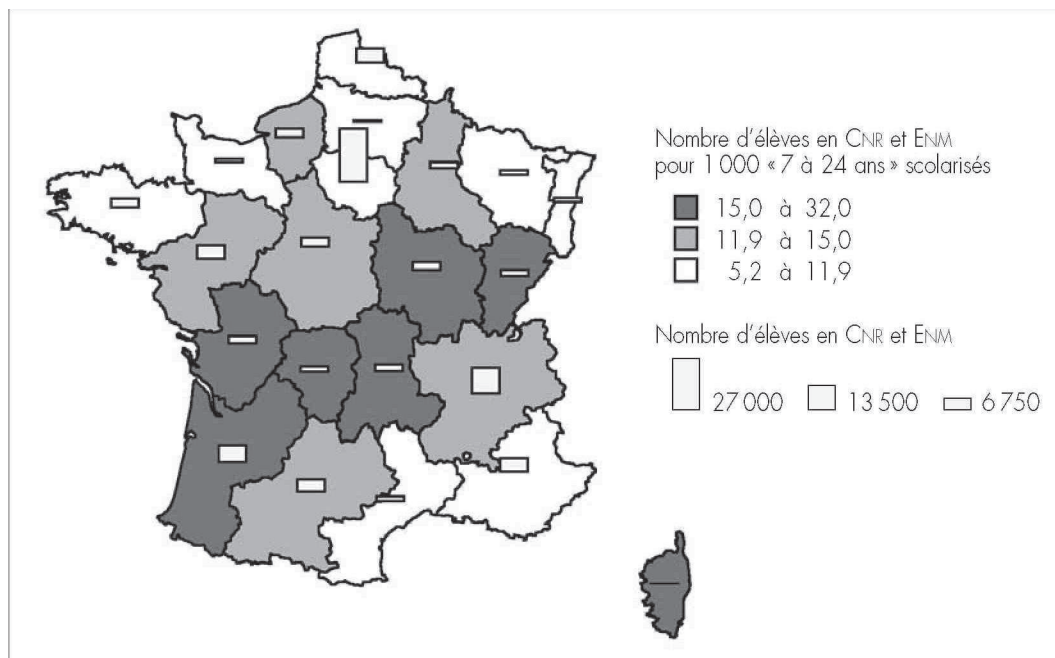 Nombre d'élèves en CNR et ENM
pour 1 000 « 7 à 24 ans » scolarisés
15,0 à 32,0
11,9 à 15,0
5,2 à 11,9
Nombre d'élèves en CNR et ENM
27 000 13 500 6 750